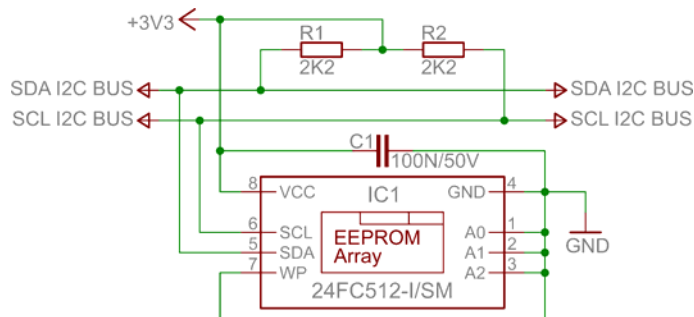 +3V3
R1
R2
2K2
2K2
SDA I2C BUS
SDA I2C BUS
SCL I2C BUS
SCL I2C BUS
C1
100N/50V
8
VCC
IC1
GND
4
6
SCL
EEPROM
A0
1
5
SDA
Array
A1
2
GND
7
WP
A2
3
24FC512-I/SM